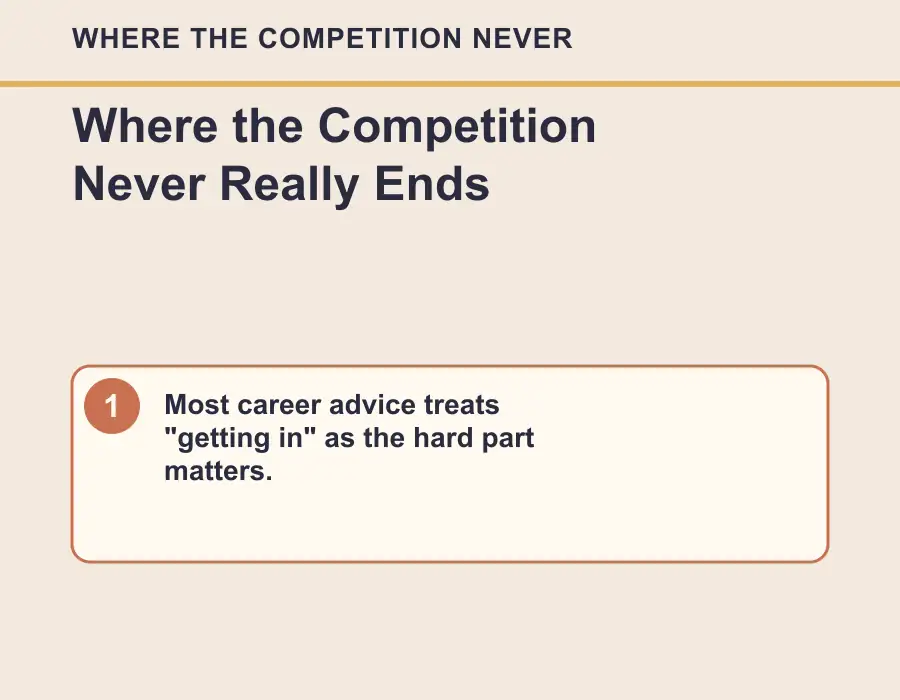 WHERE THE COMPETITION NEVER
Where the Competition
Never Really Ends
1
Most career advice treats
"getting in" as the hard part
matters.